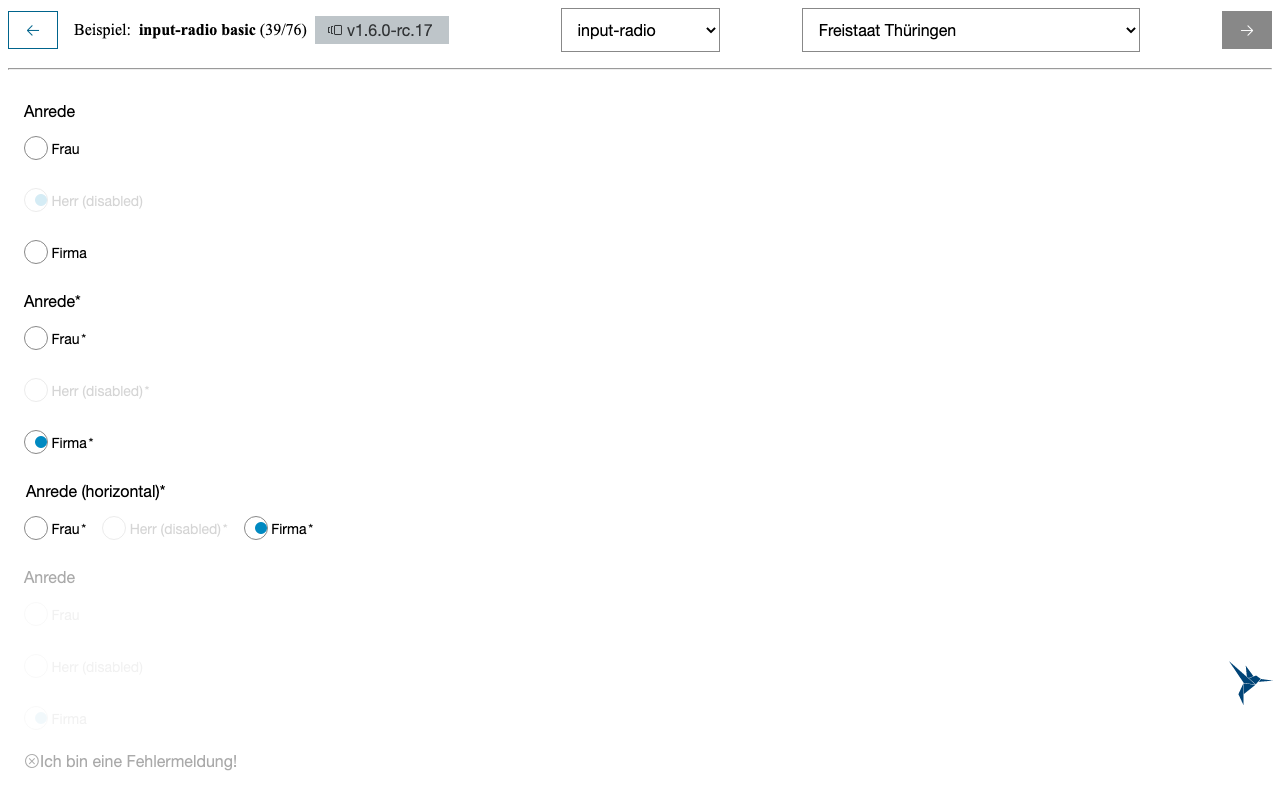 Beispiel: input-radio basic (39/76) v1.6.0-rc.17 input-radio Freistaat Thüringen
Anrede
Frau
Herr (disabled)
Firma
Anrede*
Frau*
Herr (disabled)*
Firma*
Anrede (horizontal)*
Frau* Herr (disabled)* Firma*
Anrede
Frau
Herr (disabled)
Firma
Ich bin eine Fehlermeldung!